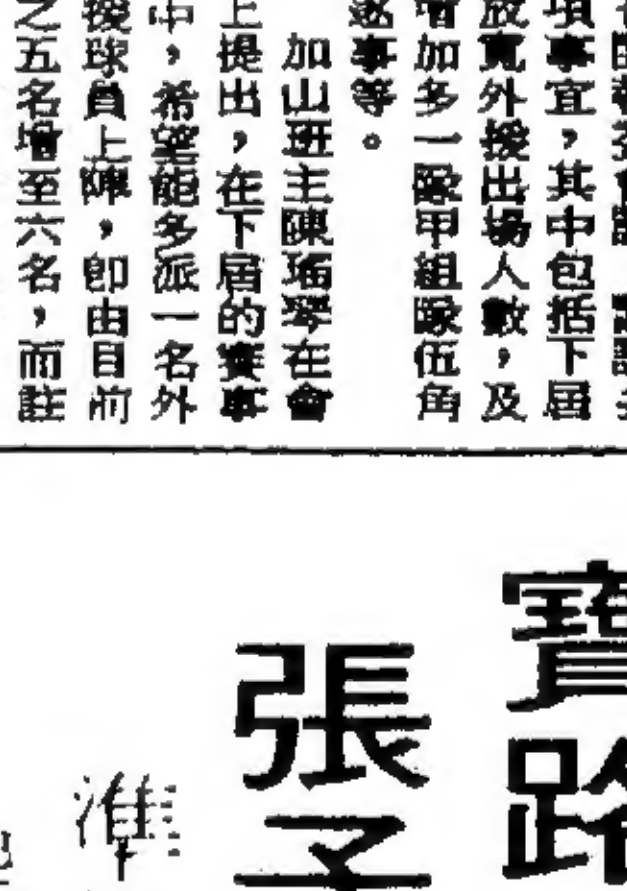 項事宜,其中包括下屆
放寬外援出場人數,及
增加多一隊甲組隊伍角
逐事等。
加山班主陳瑤琴在會
上提出,在下屆的賽事
中,希望能多派一名外
援球員上陣,即由目前
之五名增至六名,而註
寶路
張
準